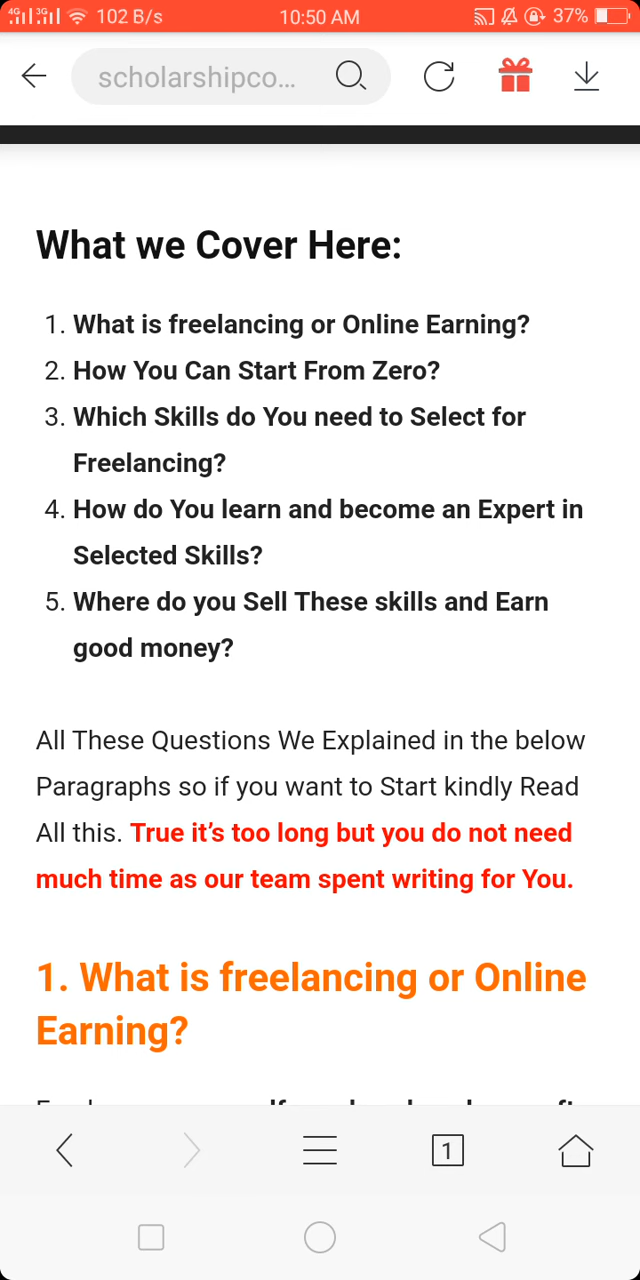 4G 3G 102 B/s 10:50 AM 37%
scholarshipco...
What we Cover Here:
1. What is freelancing or Online Earning?
2. How You Can Start From Zero?
3. Which Skills do You need to Select for
Freelancing?
4. How do You learn and become an Expert in
Selected Skills?
5. Where do you Sell These skills and Earn
good money?
All These Questions We Explained in the below
Paragraphs so if you want to Start kindly Read
All this. True it's too long but you do not need
much time as our team spent writing for You.
1. What is freelancing or Online
Earning?
1